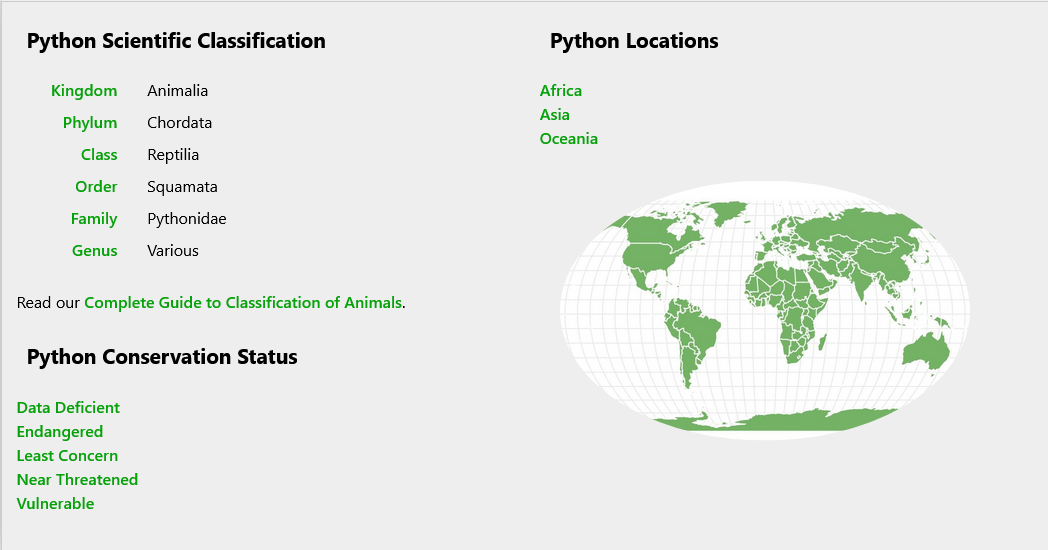 Python Scientific Classification
Kingdom Animalia
Phylum Chordata
Class Reptilia
Order Squamata
Family Pythonidae
Genus Various
Read our Complete Guide to Classification of Animals.
Python Conservation Status
Data Deficient
Endangered
Least Concern
Near Threatened
Vulnerable
Python Locations
Africa
Asia
Oceania